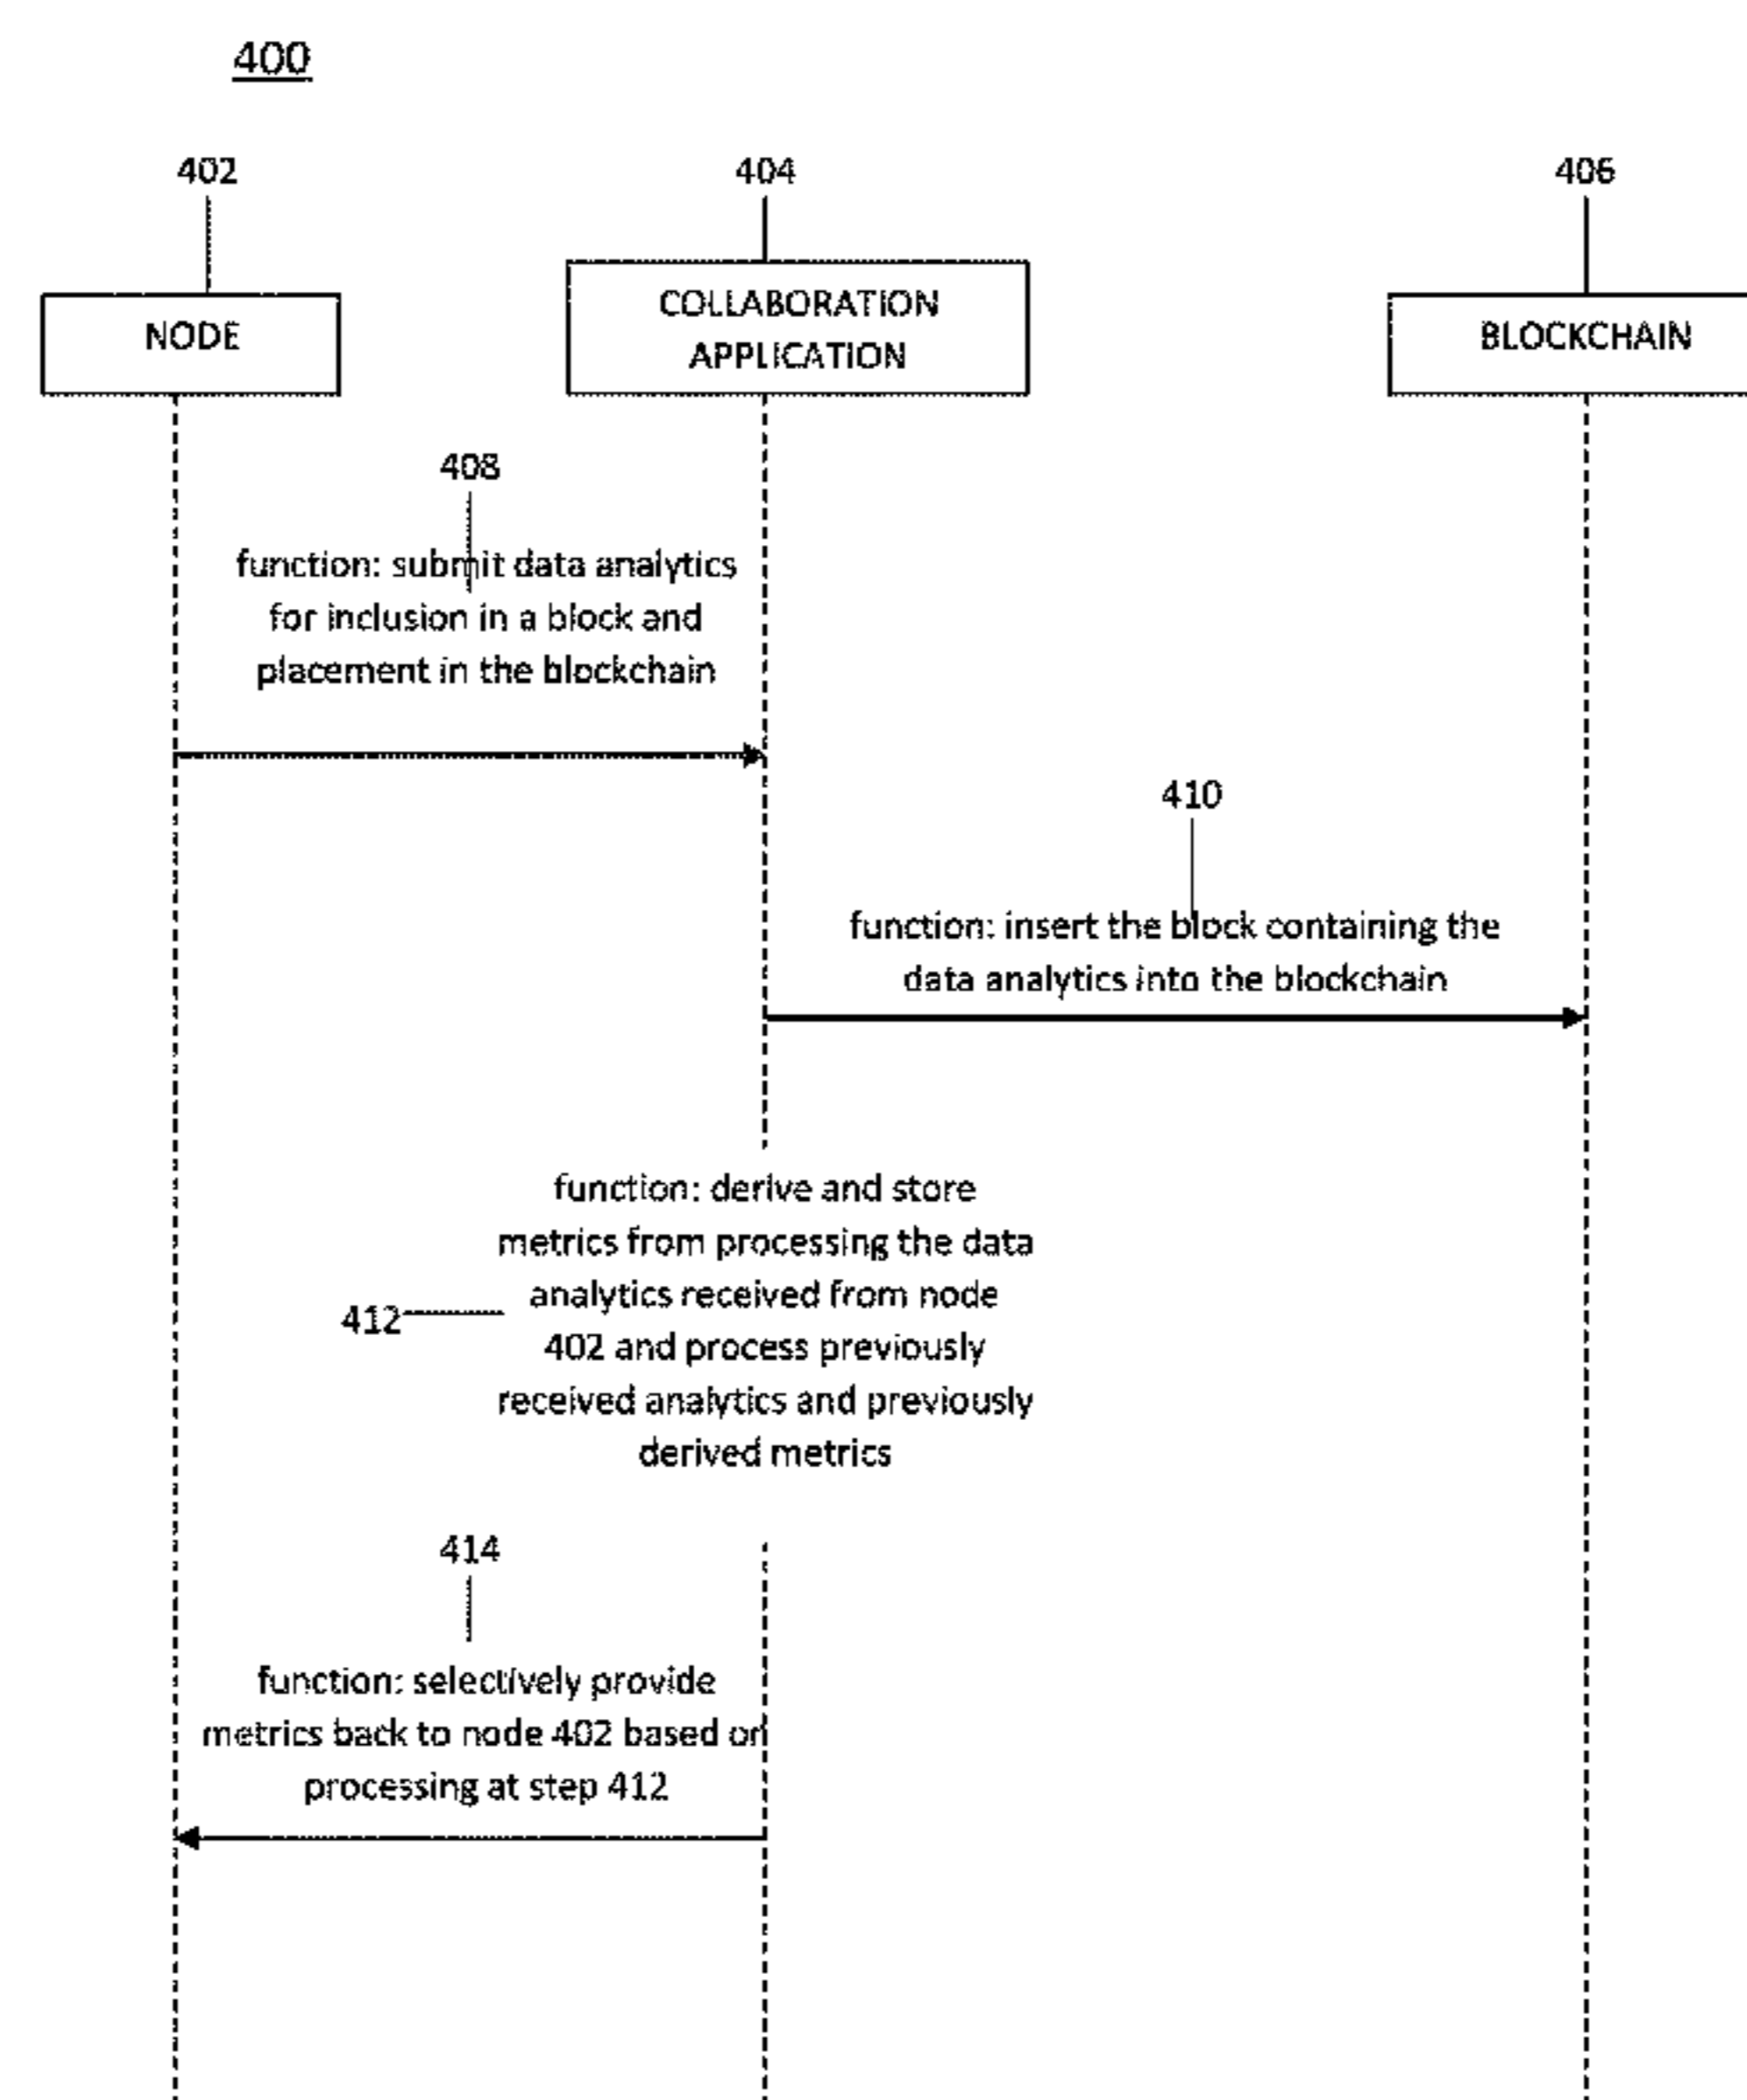 400
402
404
406
NODE
COLLABORATION
APPLICATION
BLOCKCHAIN
408
function: submit data analytics
for inclusion in a block and
placement in the blockchain
410
function: insert the block containing the
data analytics into the blockchain
function: derive and store
metrics from processing the data
analytics received from node
412
402 and process previously
received analytics and previously
derived metrics
414
function: selectively provide
metrics back to node 402 based on
processing at step 412